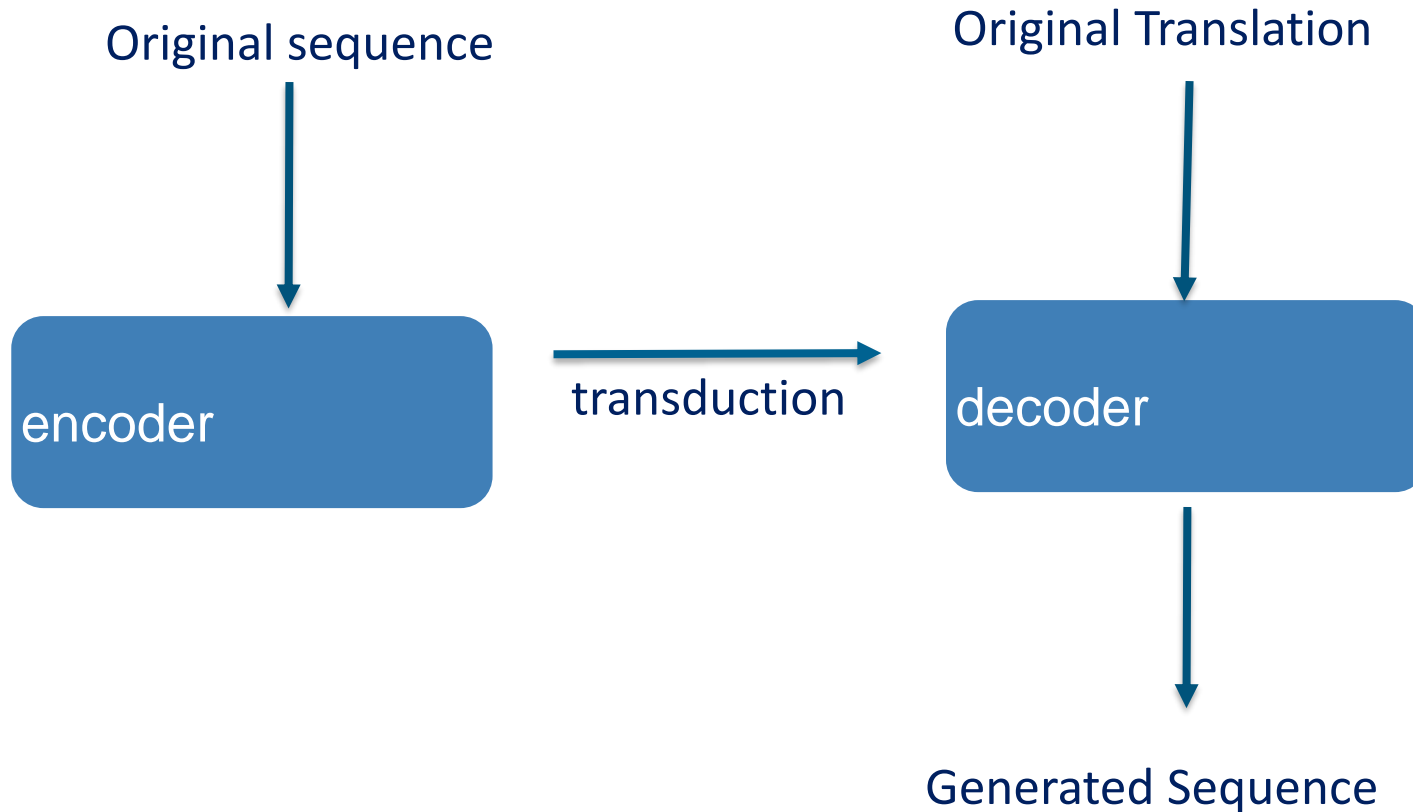 Original sequence
Original Translation
encoder
transduction
decoder
Generated Sequence